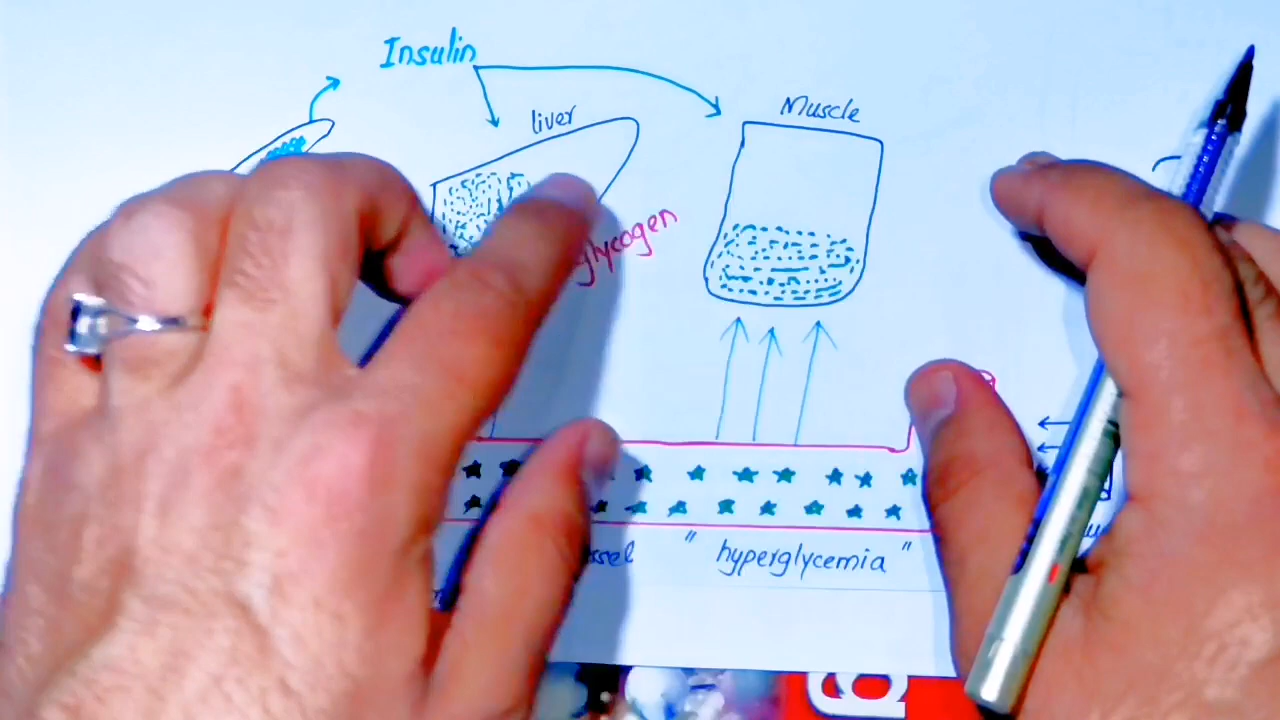 Insulin
liver
Muscle
glycogen
" hyperglycemia "